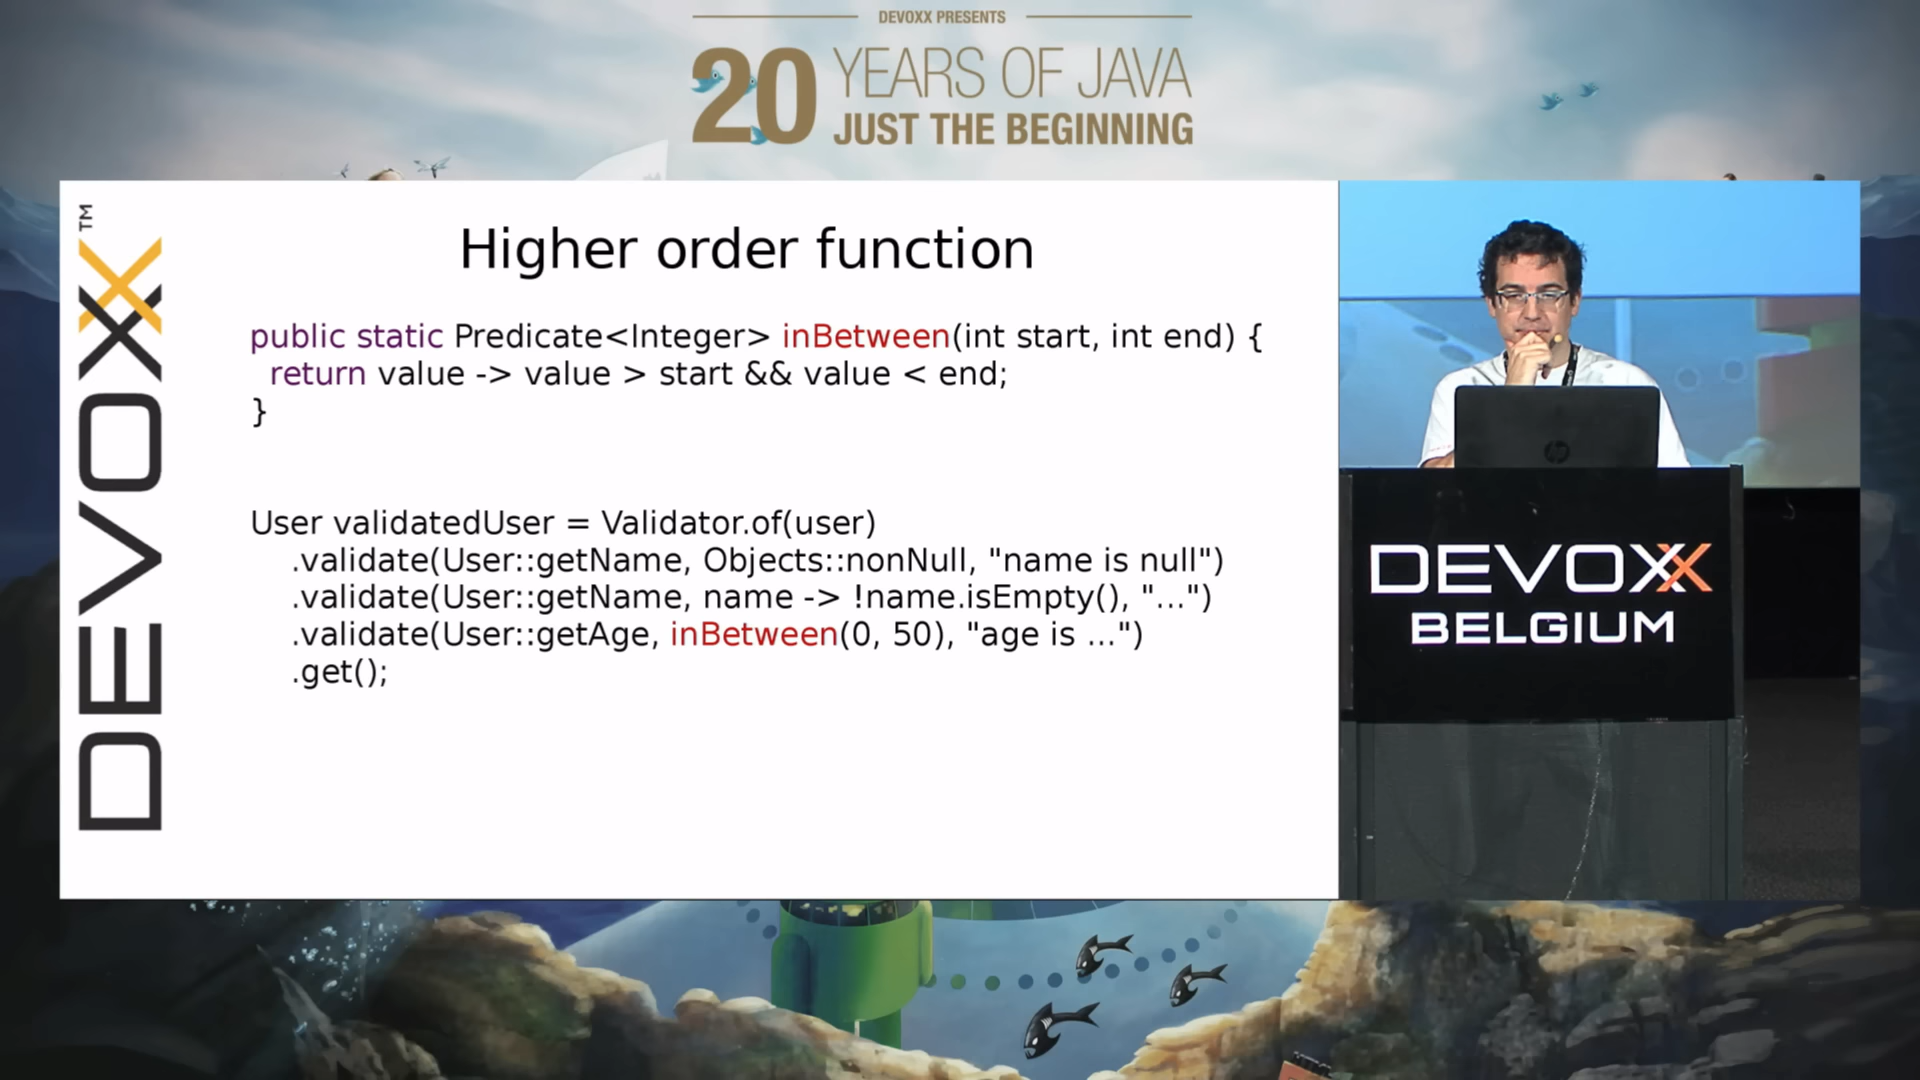 DEVOXX PRESENTS
20 YEARS OF JAVA
JUST THE BEGINNING
DEVOXX™
Higher order function
public static Predicate<Integer> inBetween(int start, int end) {
  return value -> value > start && value < end;
}
User validatedUser = Validator.of(user)
    .validate(User::getName, Objects::nonNull, "name is null")
    .validate(User::getName, name -> !name.isEmpty(), "...")
    .validate(User::getAge, inBetween(0, 50), "age is ...")
    .get();
hp
DEVOXX
BELGIUM